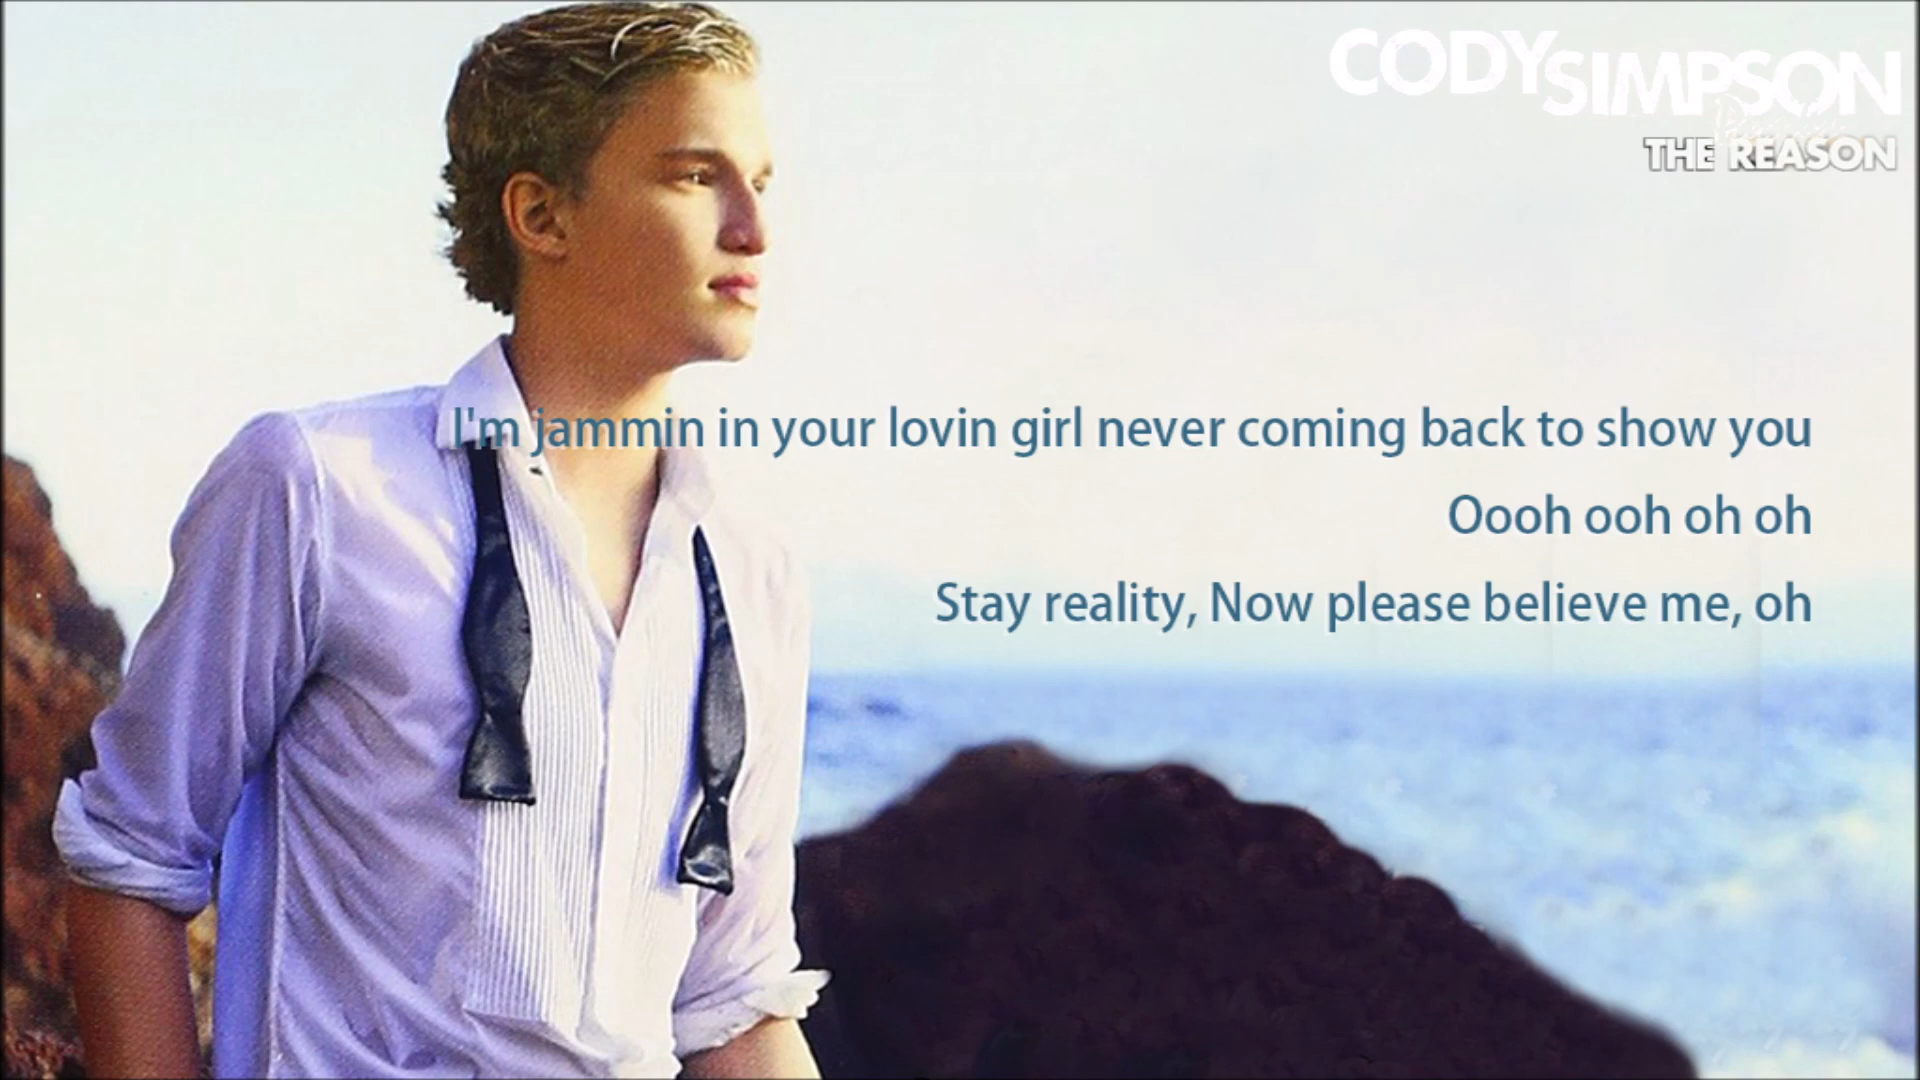 CODY SIMPSON
THE REASON
I'm jammin in your lovin girl never coming back to show you
Oooh ooh oh oh
Stay reality, Now please believe me, oh